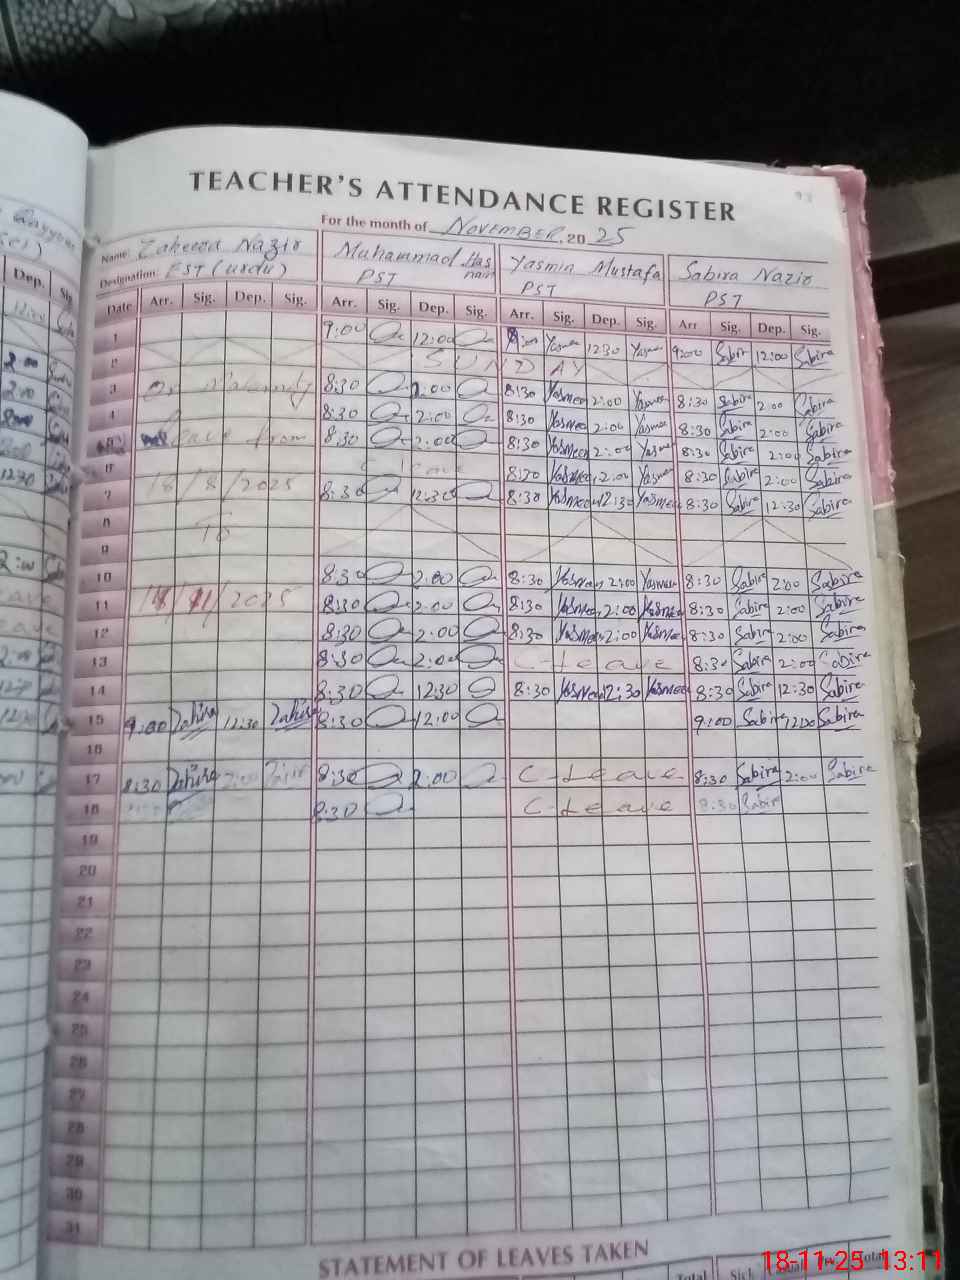 TEACHER'S ATTENDANCE REGISTER
For the month of NOVEMBER, 20 25
Name: Nazir Muhammad Hasnain Yasmin Mustafa Sabira Nazir
Designation: EST (urdu) PST PST PST
Dep. Sig.
Date Arr. Sig. Dep. Sig. Arr. Sig. Dep. Sig. Arr. Sig. Dep. Sig. Arr Sig. Dep. Sig.
1 9:00 12:00 12:30 9:00 Sabira 12:00 Sabira
2 SUNDAY
3 On Maternity 8:30 2:00 8:30 Yasmeen 2:00 Yasmeen 8:30 Sabira 2:00 Sabira
4 8:30 2:00 8:30 Yasmeen 2:00 Yasmeen 8:30 Sabira 2:00 Sabira
5 Leave from 8:30 2:00 8:30 Yasmeen 2:00 Yasmeen 8:30 Sabira 2:00 Sabira
6 C leave 8:30 Yasmeen 2:00 Yasmeen 8:30 Sabira 2:00 Sabira
7 18/8/2025 8:30 12:30 8:30 Yasmeen 12:30 Yasmeen 8:30 Sabira 12:30 Sabira
8 To
9
10 8:30 2:00 8:30 Yasmeen 2:00 Yasmeen 8:30 Sabira 2:00 Sabira
11 /11/2025 8:30 2:00 8:30 Yasmeen 2:00 Yasmeen 8:30 Sabira 2:00 Sabira
12 8:30 2:00 8:30 Yasmeen 2:00 Yasmeen 8:30 Sabira 2:00 Sabira
13 8:30 2:00 C-Leave 8:30 Sabira 2:00 Sabira
14 8:30 12:30 8:30 Yasmeen 12:30 Yasmeen 8:30 Sabira 12:30 Sabira
15 9:00 Zahira 12:30 Zahira 8:30 12:00 9:00 Sabira 12:00 Sabira
16
17 8:30 Zahira 2:00 Zahira 8:30 2:00 C-Leave 8:30 Sabira 2:00 Sabira
18 8:30 C-Leave 8:30 Sabira
19
20
21
22
23
24
25
26
27
28
29
30
31
STATEMENT OF LEAVES TAKEN
Total Sick Total
18-11-25 13:11